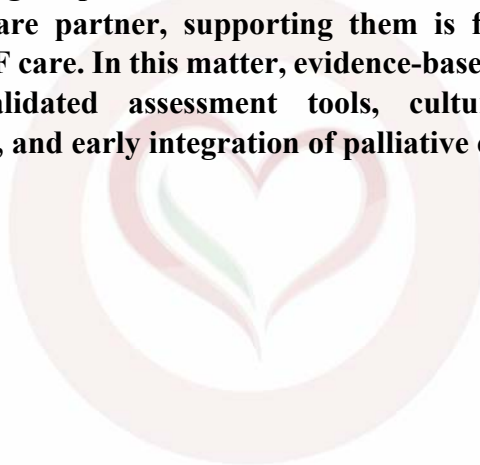 are partner, supporting them is f
F care. In this matter, evidence-base
alidated assessment tools, cultu
, and early integration of palliative